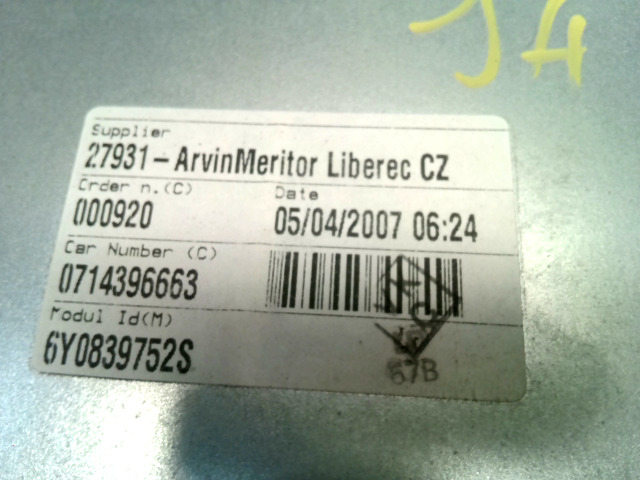 Supplier
27931-ArvinMeritor Liberec CZ
Order n.(C) Date
000920 05/04/2007 06:24
Car Number (C)
0714396663
Modul Id(M)
6Y0839752S
67B